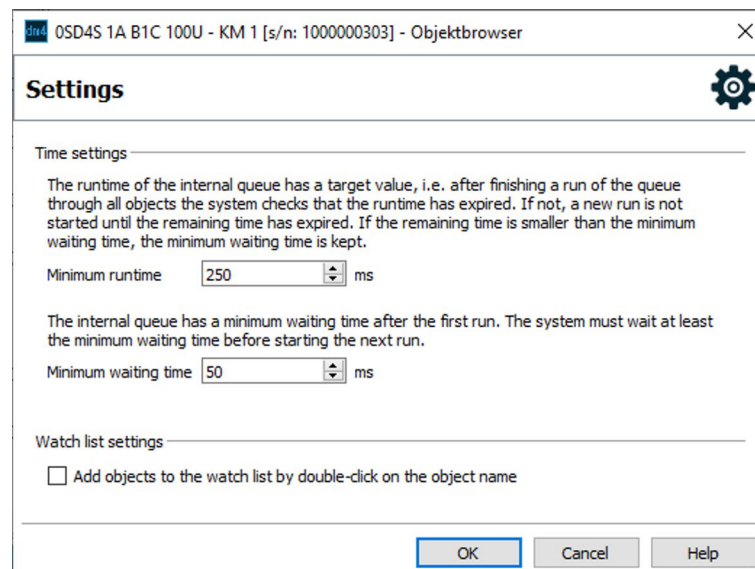 dm4 0SD4S 1A B1C 100U - KM 1 [s/n: 1000000303] - Objektbrowser
Settings
Time settings
The runtime of the internal queue has a target value, i.e. after finishing a run of the queue
through all objects the system checks that the runtime has expired. If not, a new run is not
started until the remaining time has expired. If the remaining time is smaller than the minimum
waiting time, the minimum waiting time is kept.
Minimum runtime 250 ms
The internal queue has a minimum waiting time after the first run. The system must wait at least
the minimum waiting time before starting the next run.
Minimum waiting time 50 ms
Watch list settings
Add objects to the watch list by double-click on the object name
OK Cancel Help